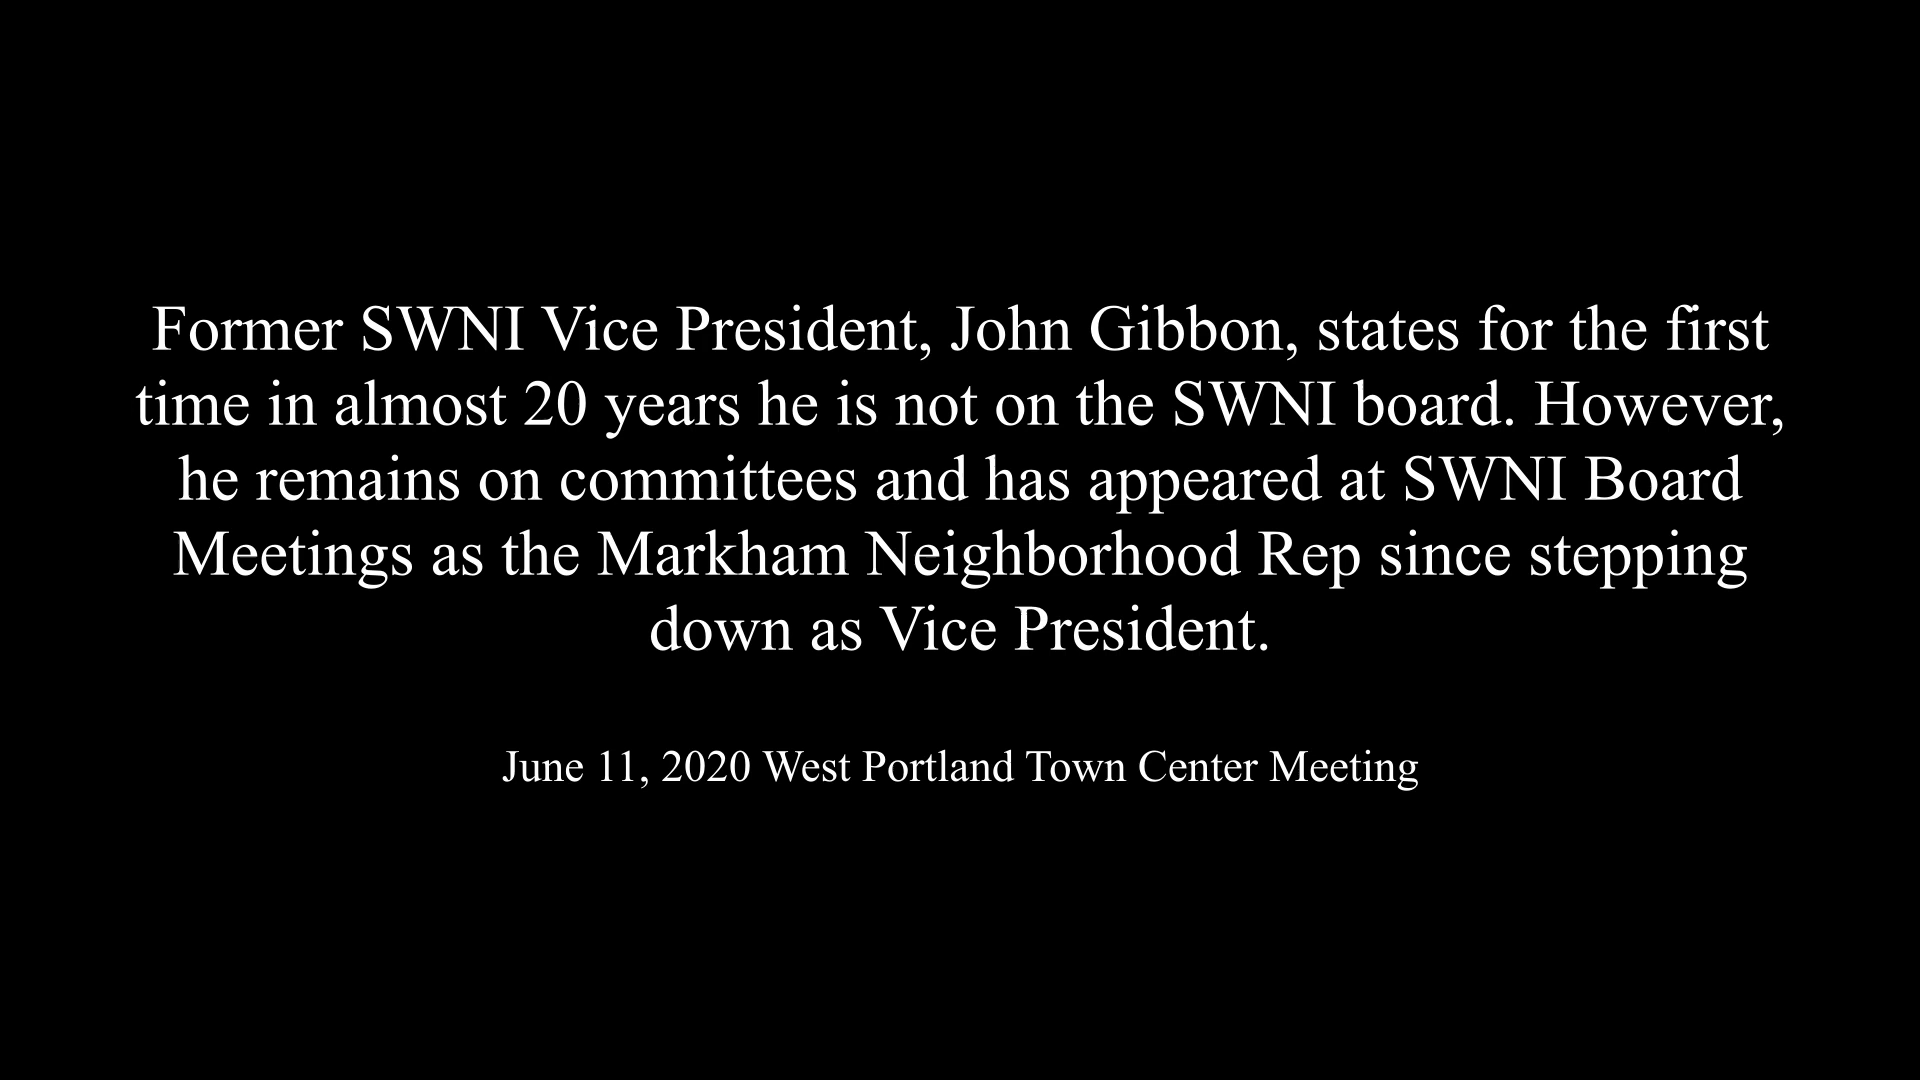 Former SWNI Vice President, John Gibbon, states for the first
time in almost 20 years he is not on the SWNI board. However,
he remains on committees and has appeared at SWNI Board
Meetings as the Markham Neighborhood Rep since stepping
down as Vice President.
June 11, 2020 West Portland Town Center Meeting